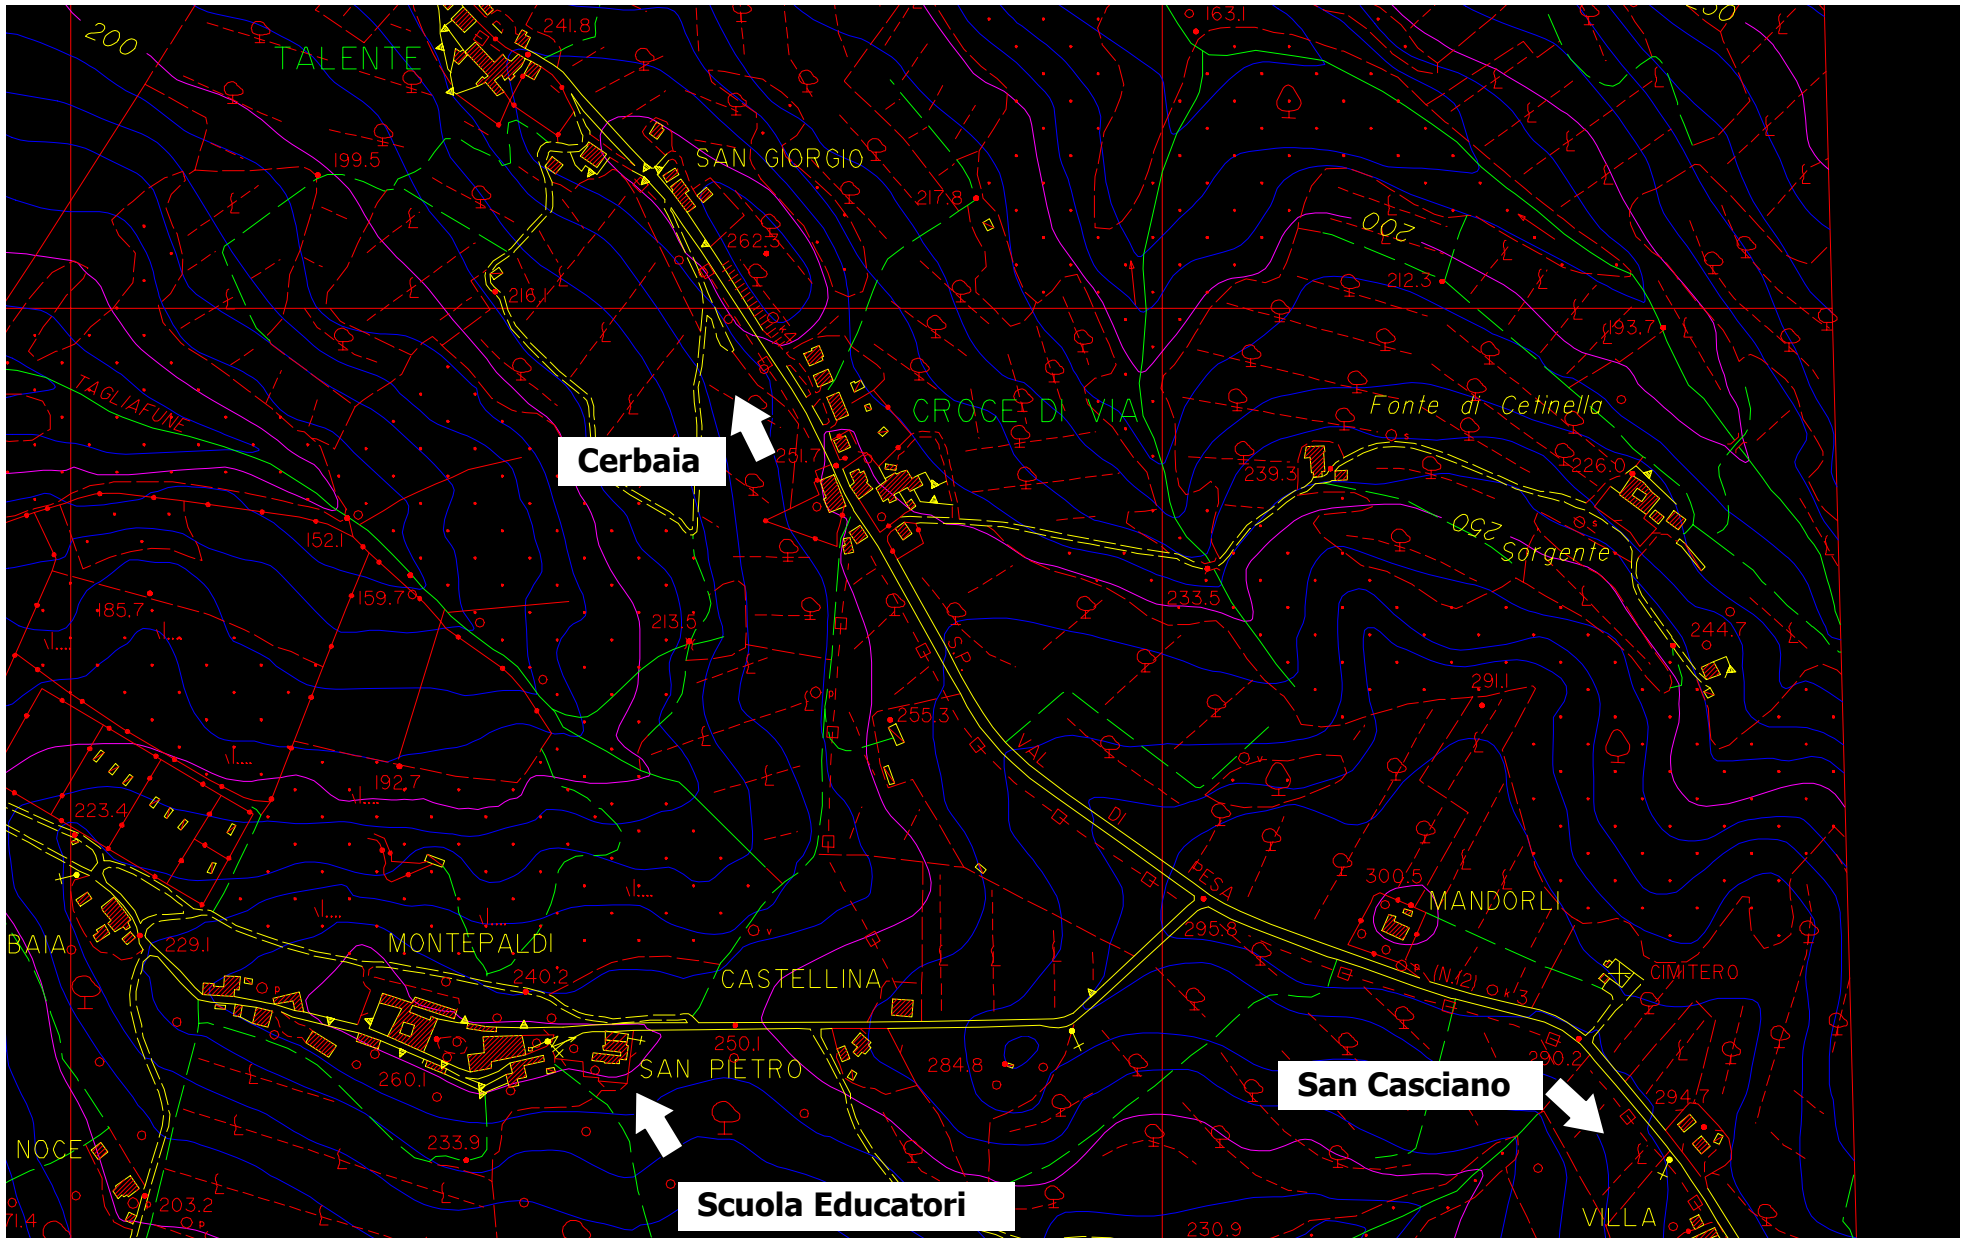 200
TALENTE
241.8
163.1
199.5
SAN GIORGIO
217.8
262.3
200
216.1
212.3
193.7
TAGLIAFUNE
CROCE DI VIA
Fonte di Cetinella
Cerbaia
251.7
239.3
226.0
250
Sorgente
152.1
159.7
185.7
233.5
213.5
244.7
S.P.
291.1
255.3
VAL
192.7
223.4
DI
PESA
300.5
MANDORLI
BAIA
229.1
MONTEPALDI
295.8
240.2
CASTELLINA
(N.12)
CIMITERO
250.1
SAN PIETRO
284.8
260.1
290.2
San Casciano
294.7
NOCE
233.9
203.2
71.4
Scuola Educatori
230.9
VILLA